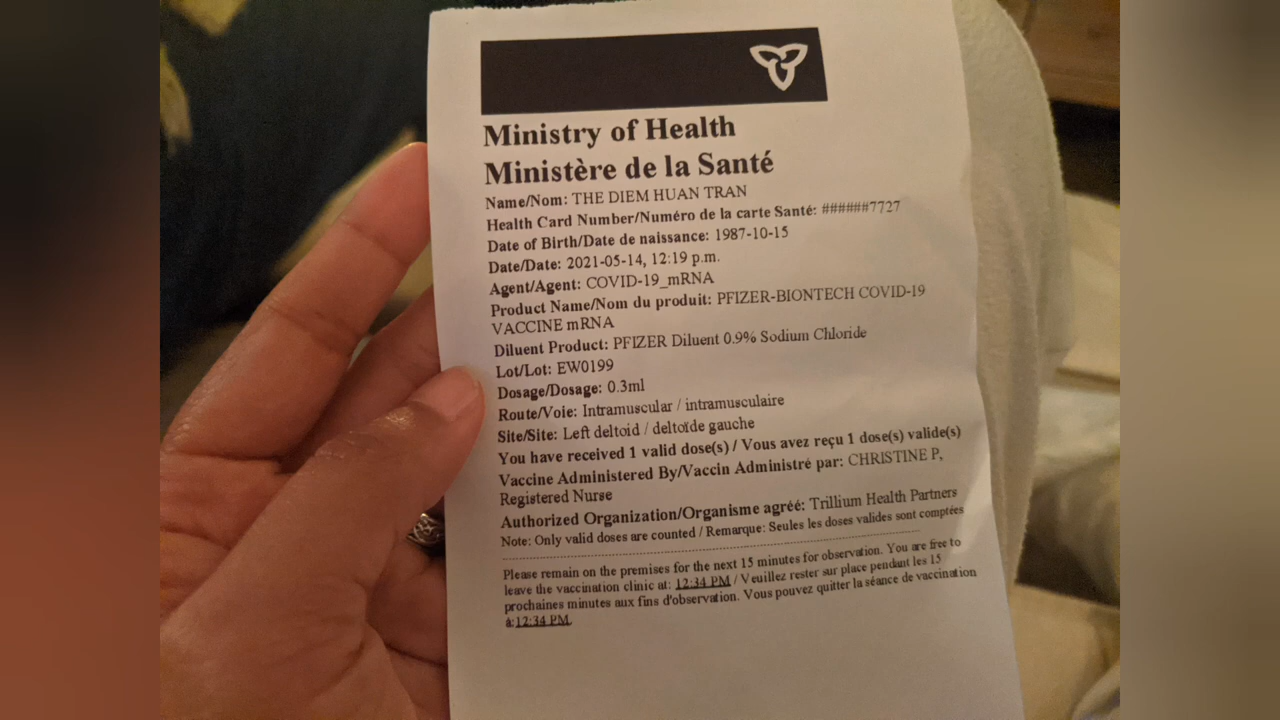 Ministry of Health
Ministère de la Santé
Name/Nom: THE DIEM HUAN TRAN
Health Card Number/Numéro de la carte Santé: ######7727
Date of Birth/Date de naissance: 1987-10-15
Date/Date: 2021-05-14, 12:19 p.m.
Agent/Agent: COVID-19_mRNA
Product Name/Nom du produit: PFIZER-BIONTECH COVID-19
VACCINE mRNA
Diluent Product: PFIZER Diluent 0.9% Sodium Chloride
Lot/Lot: EW0199
Dosage/Dosage: 0.3ml
Route/Voie: Intramuscular / intramusculaire
Site/Site: Left deltoid / deltoïde gauche
You have received 1 valid dose(s) / Vous avez reçu 1 dose(s) valide(s)
Vaccine Administered By/Vaccin Administré par: CHRISTINE P,
Registered Nurse
Authorized Organization/Organisme agréé: Trillium Health Partners
Note: Only valid doses are counted / Remarque: Seules les doses valides sont comptées
Please remain on the premises for the next 15 minutes for observation. You are free to
leave the vaccination clinic at: 12:34 PM / Veuillez rester sur place pendant les 15
prochaines minutes aux fins d'observation. Vous pouvez quitter la séance de vaccination
à:12:34 PM.